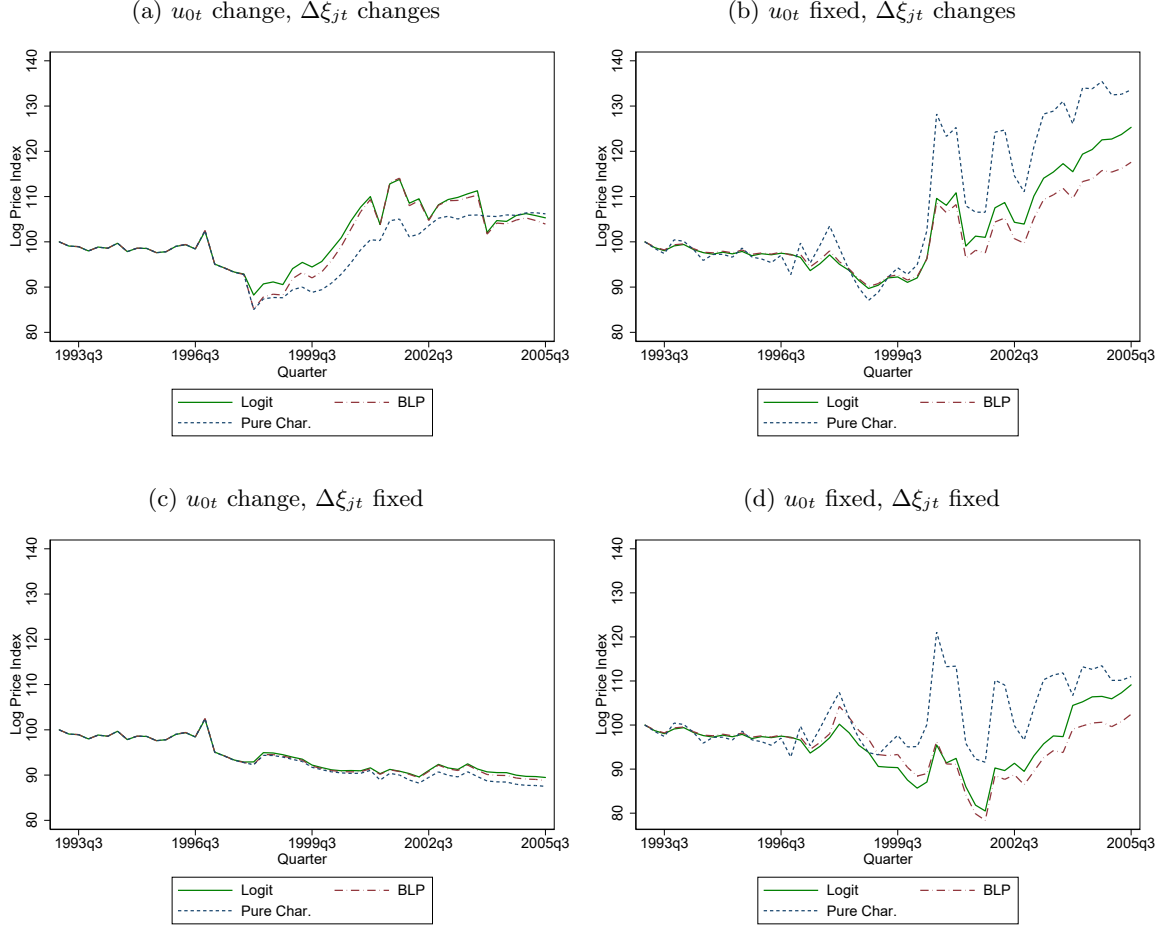 (a) u0t change, Δξjt changes
140
130
120
110
100
90
80
Log Price Index
1993q3 1996q3 1999q3 2002q3 2005q3
Quarter
Logit BLP
Pure Char.
(b) u0t fixed, Δξjt changes
140
130
120
110
100
90
80
Log Price Index
1993q3 1996q3 1999q3 2002q3 2005q3
Quarter
Logit BLP
Pure Char.
(c) u0t change, Δξjt fixed
140
130
120
110
100
90
80
Log Price Index
1993q3 1996q3 1999q3 2002q3 2005q3
Quarter
Logit BLP
Pure Char.
(d) u0t fixed, Δξjt fixed
140
130
120
110
100
90
80
Log Price Index
1993q3 1996q3 1999q3 2002q3 2005q3
Quarter
Logit BLP
Pure Char.